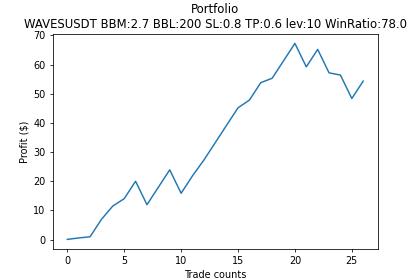 Portfolio
WAVESUSDT BBM:2.7 BBL:200 SL:0.8 TP:0.6 lev:10 WinRatio:78.0
Profit ($)
70
60
50
40
30
20
10
0
0 5 10 15 20 25
Trade counts